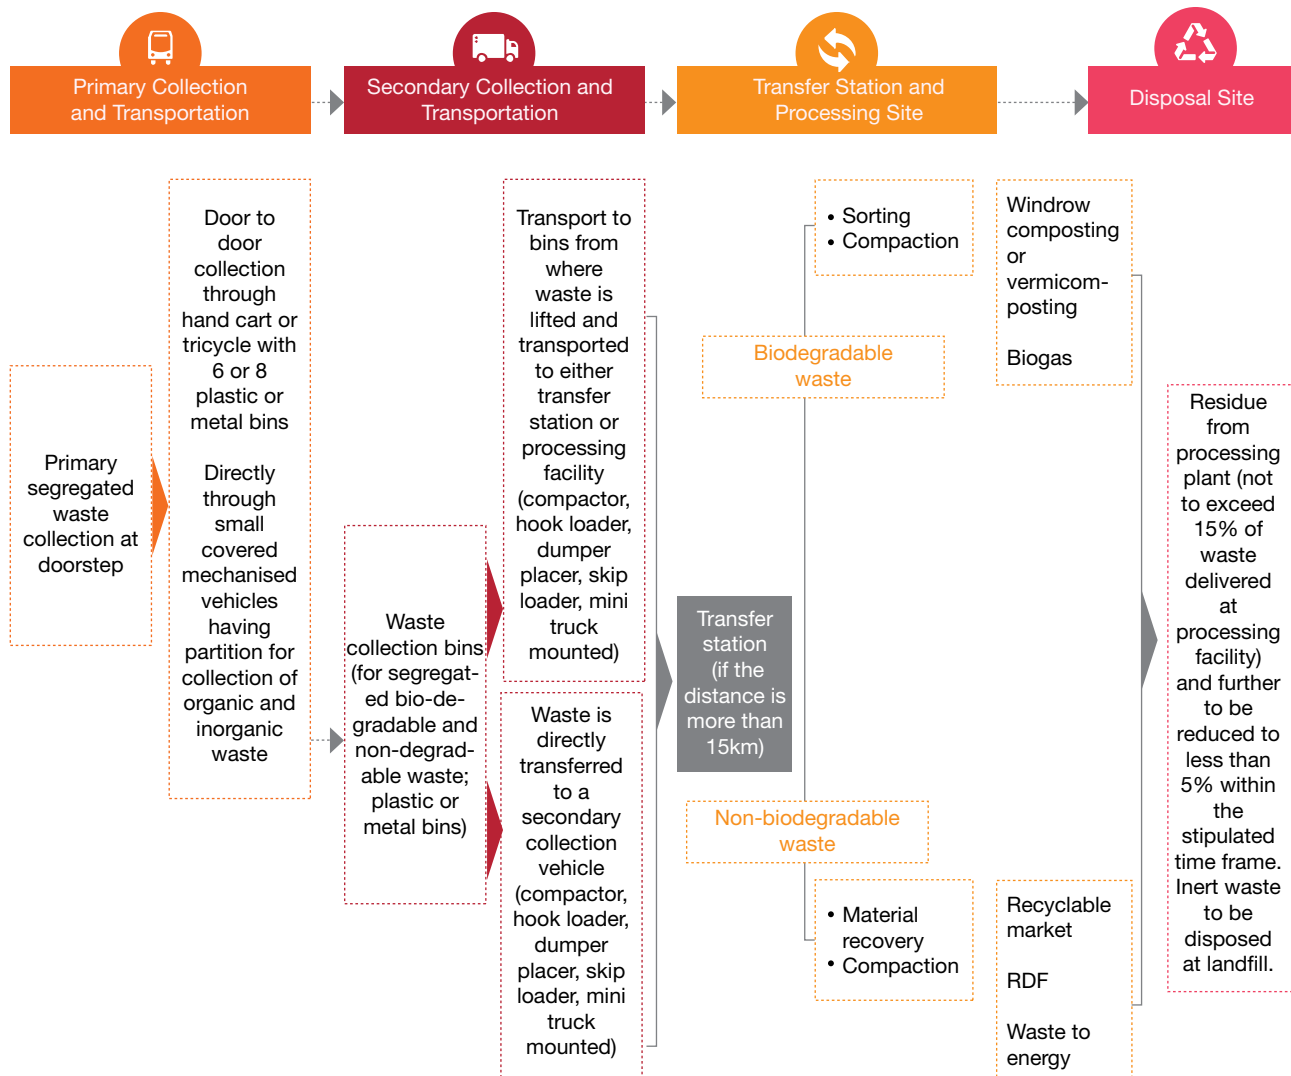 Primary Collection
and Transportation
Secondary Collection and
Transportation
Transfer Station and
Processing Site
Disposal Site
Primary
segregated
waste
collection at
doorstep
Door to
door
collection
through
hand cart or
tricycle with
6 or 8
plastic or
metal bins
Directly
through
small
covered
mechanised
vehicles
having
partition for
collection of
organic and
inorganic
waste
Waste
collection bins
(for segregat-
ed bio-de-
gradable and
non-degrad-
able waste;
plastic or
metal bins)
Transport to
bins from
where
waste is
lifted and
transported
to either
transfer
station or
processing
facility
(compactor,
hook loader,
dumper
placer, skip
loader, mini
truck
mounted)
Waste is
directly
transferred
to a
secondary
collection
vehicle
(compactor,
hook loader,
dumper
placer, skip
loader, mini
truck
mounted)
Transfer
station
(if the
distance is
more than
15km)
Biodegradable
waste
• Sorting
• Compaction
Windrow
composting
or
vermicom-
posting
Biogas
Non-biodegradable
waste
• Material
recovery
• Compaction
Recyclable
market
RDF
Waste to
energy
Residue
from
processing
plant (not
to exceed
15% of
waste
delivered
at
processing
facility)
and further
to be
reduced to
less than
5% within
the
stipulated
time frame.
Inert waste
to be
disposed
at landfill.